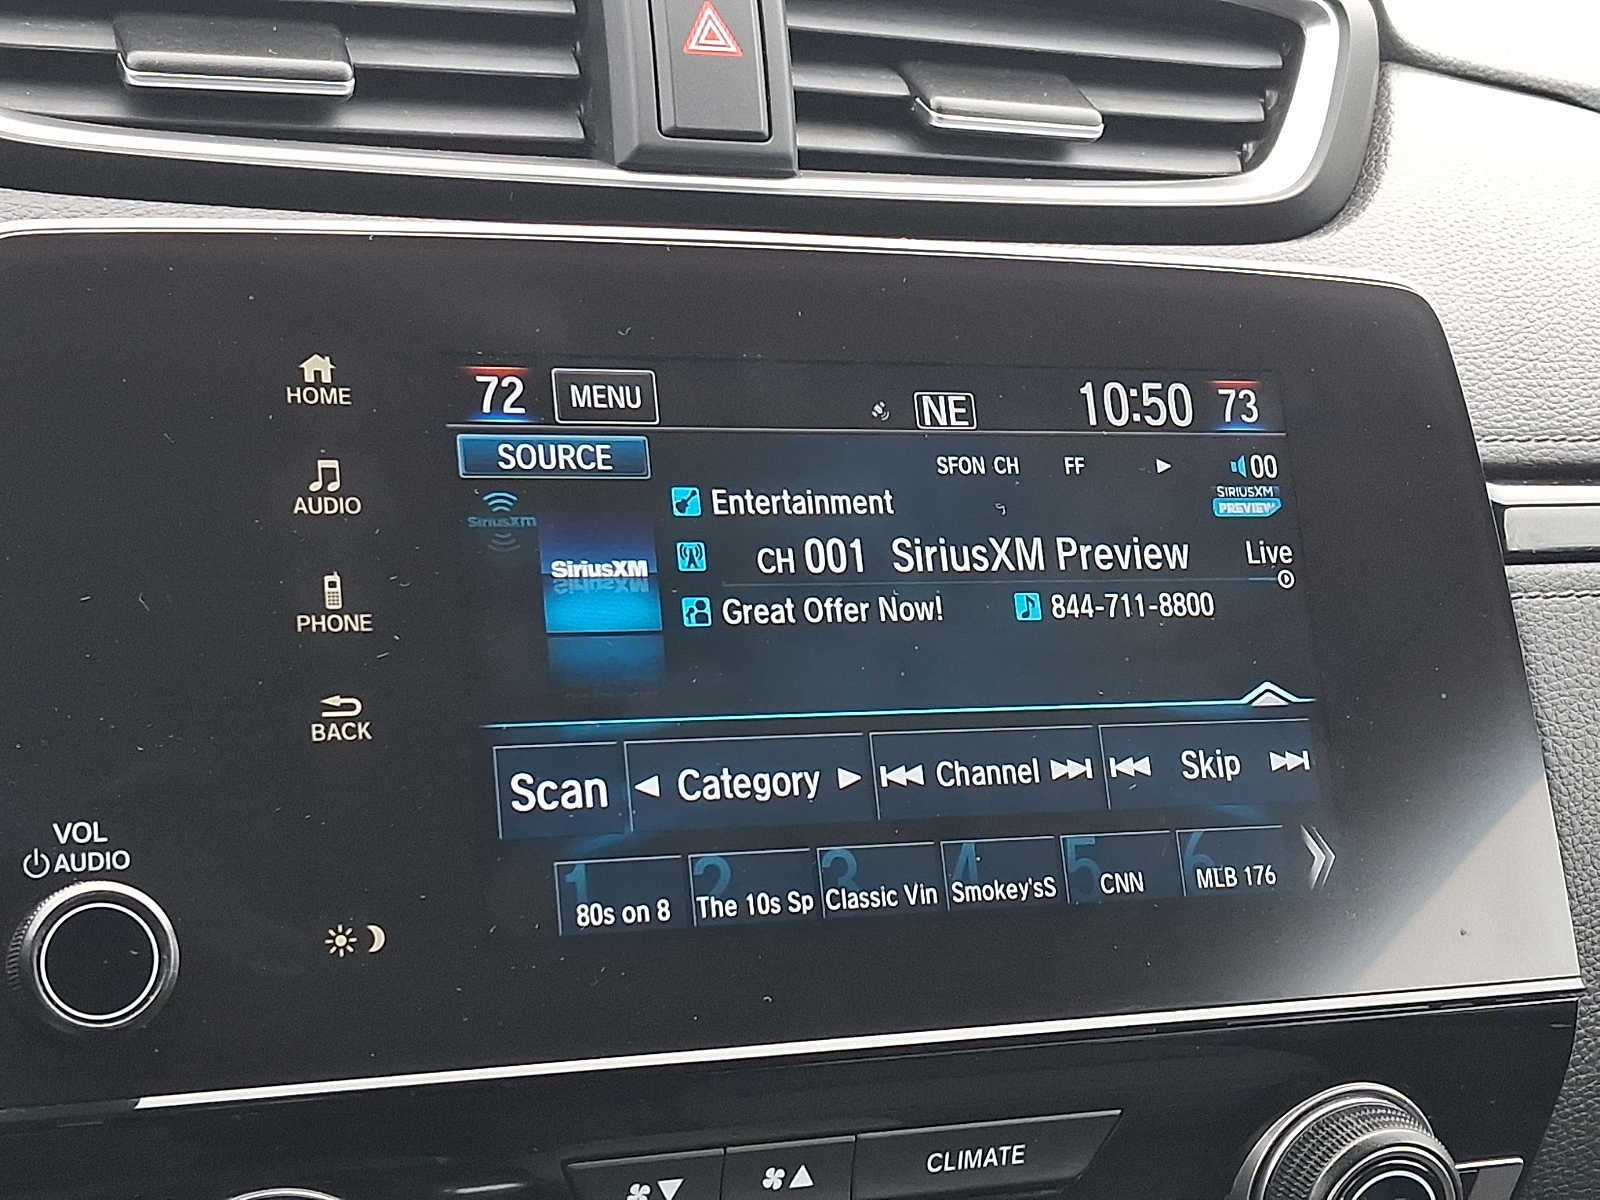 HOME
AUDIO
PHONE
BACK
VOL
AUDIO
72 MENU NE 10:50 73
SOURCE
SFON CH FF 00
SiriusXM
SIRIUSXM
PREVIEW
Entertainment
SiriusXM
CH 001 SiriusXM Preview Live
Great Offer Now! 844-711-8800
Scan Category Channel Skip
1 80s on 8
2 The 10s Sp
3 Classic Vin
4 Smokey'sS
5 CNN
6 MLB 176
CLIMATE